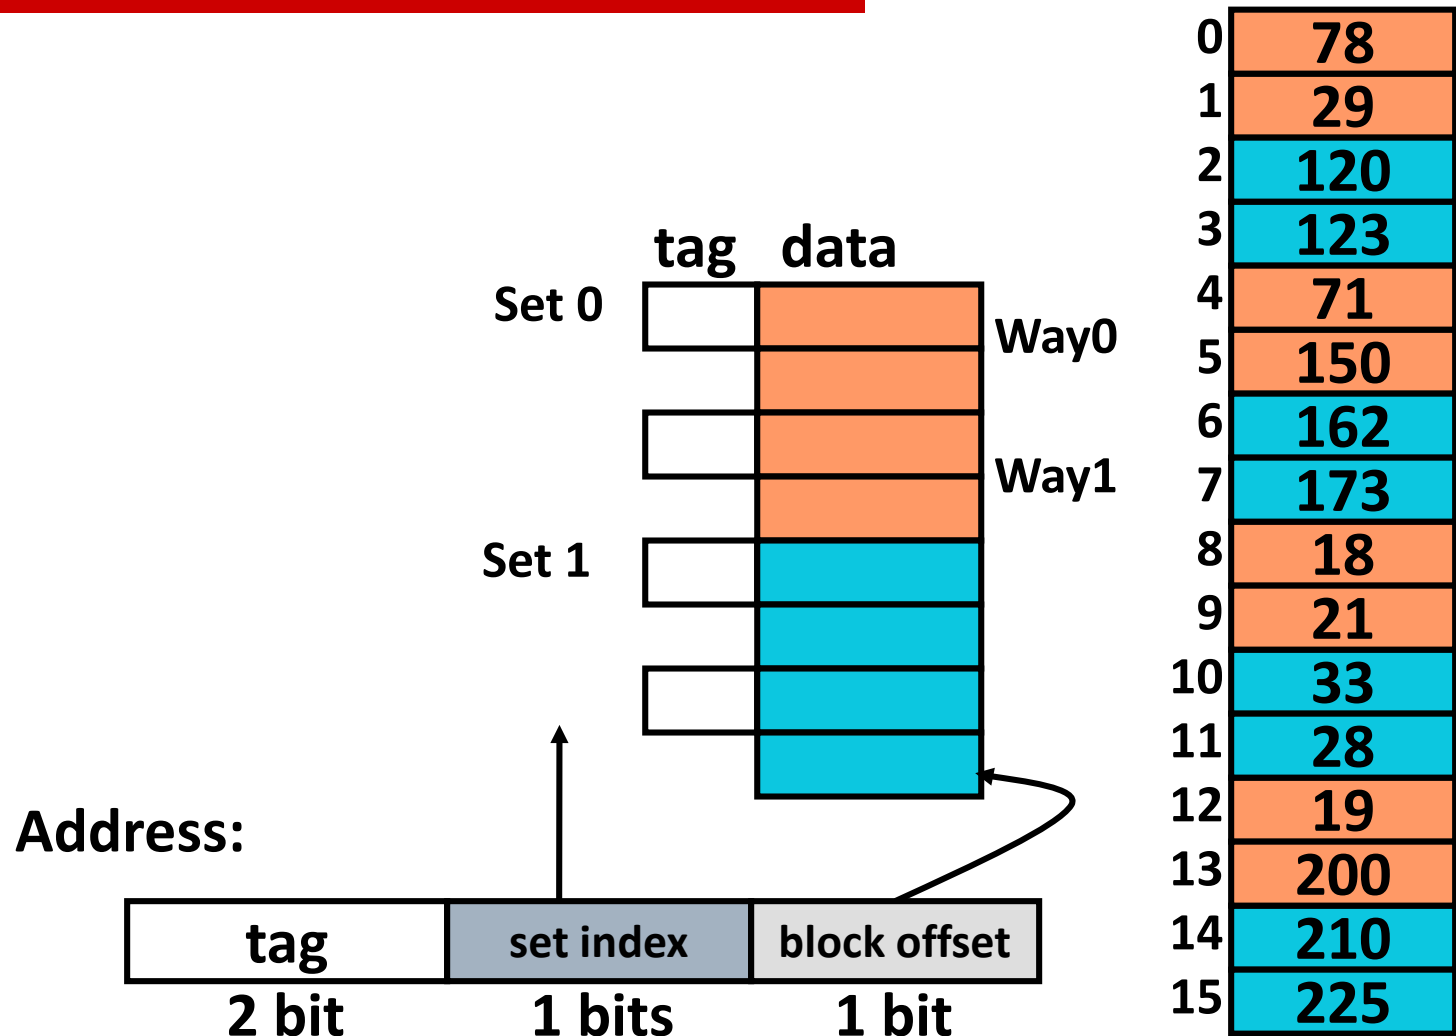 tag data
Set 0
Way0
Way1
Set 1
Address:
tag set index block offset
2 bit 1 bits 1 bit
0 78
1 29
2 120
3 123
4 71
5 150
6 162
7 173
8 18
9 21
10 33
11 28
12 19
13 200
14 210
15 225